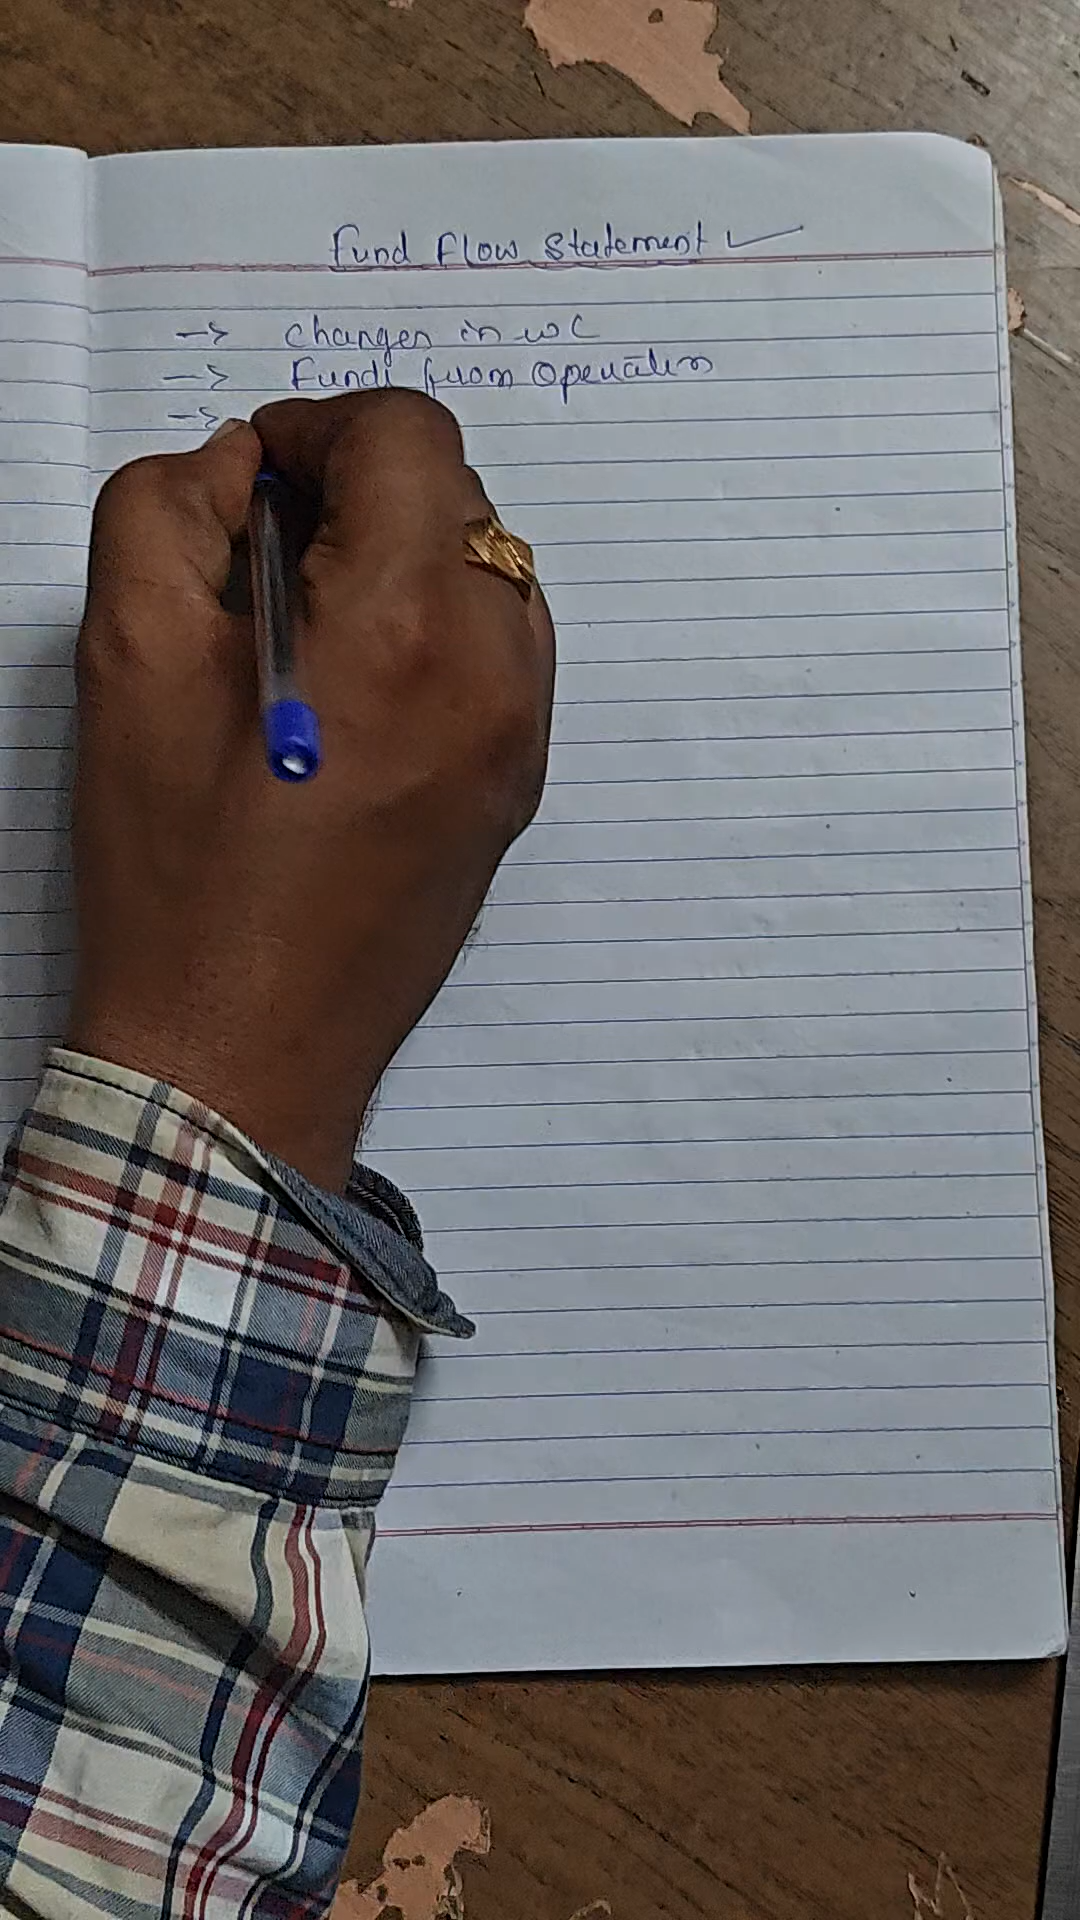 Fund Flow Statement ✓
→ Changes in WC
→ Funds from Operation
→